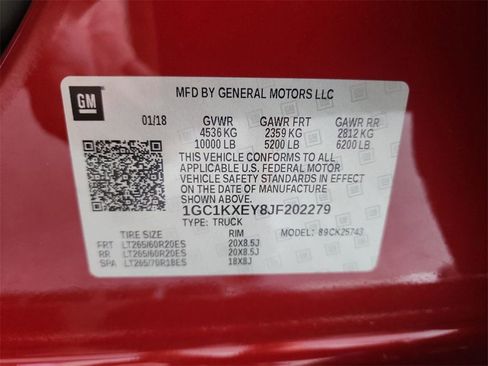 GM
MFD BY GENERAL MOTORS LLC
01/18 GVWR GAWR FRT GAWR RR
4536 KG 2359 KG 2812 KG
10000 LB 5200 LB 6200 LB
THIS VEHICLE CONFORMS TO ALL
APPLICABLE U.S. FEDERAL MOTOR
VEHICLE SAFETY STANDARDS IN EFFECT
ON THE DATE OF MANUFACTURE
SHOWN ABOVE.
1GC1KXEY8JF202279
TYPE: TRUCK MODEL: 89CK25743
TIRE SIZE RIM
FRT LT265/60R20ES 20X8.5J
RR LT265/60R20ES 20X8.5J
SPA LT265/70R18ES 18X8J